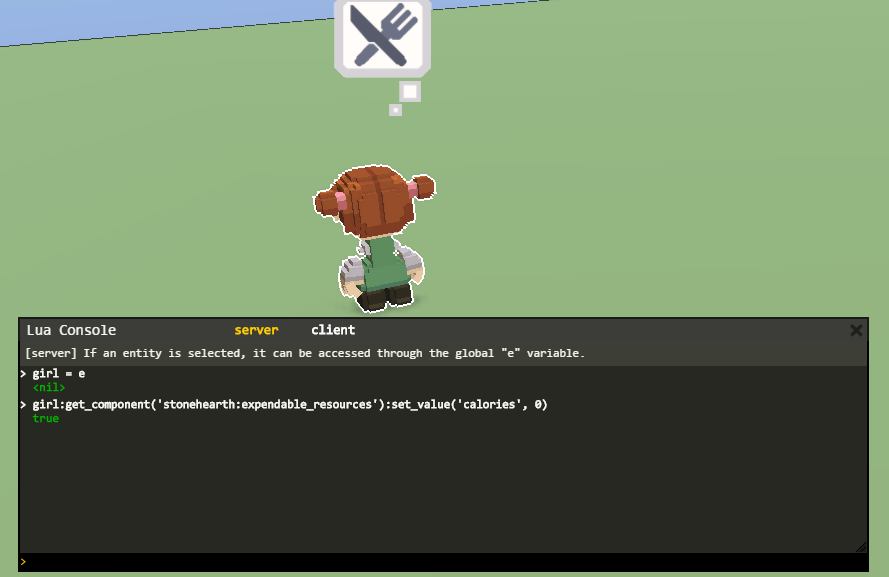 Lua Console server client
[server] If an entity is selected, it can be accessed through the global "e" variable.
> girl = e
<nil>
> girl:get_component('stonehearth:expendable_resources'):set_value('calories', 0)
true
>